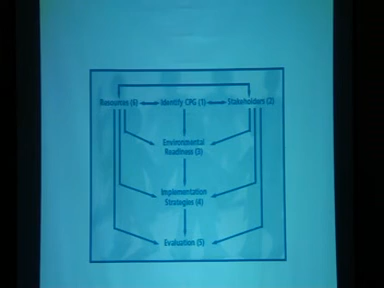 Resources (6) Identify CPG (1) Stakeholders (2)
Environmental
Readiness (3)
Implementation
Strategies (4)
Evaluation (5)